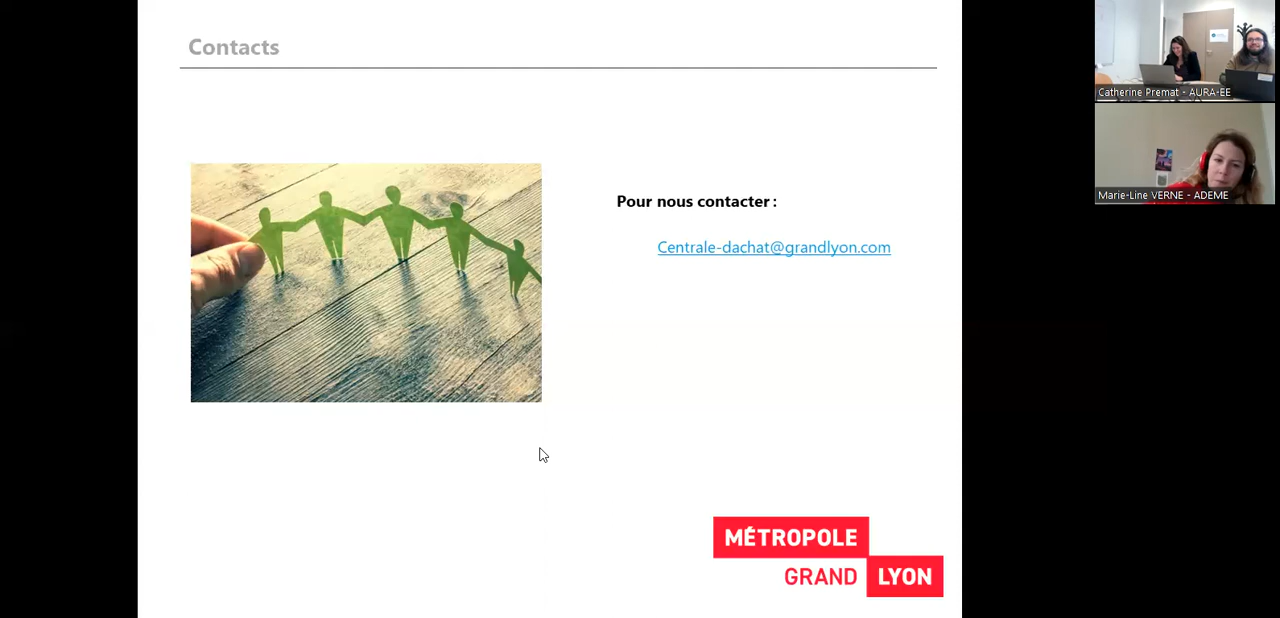 Contacts
Pour nous contacter :
Centrale-dachat@grandlyon.com
MÉTROPOLE
GRAND LYON
Catherine Premat - AURA-EE
Marie-Line VERNE - ADEME